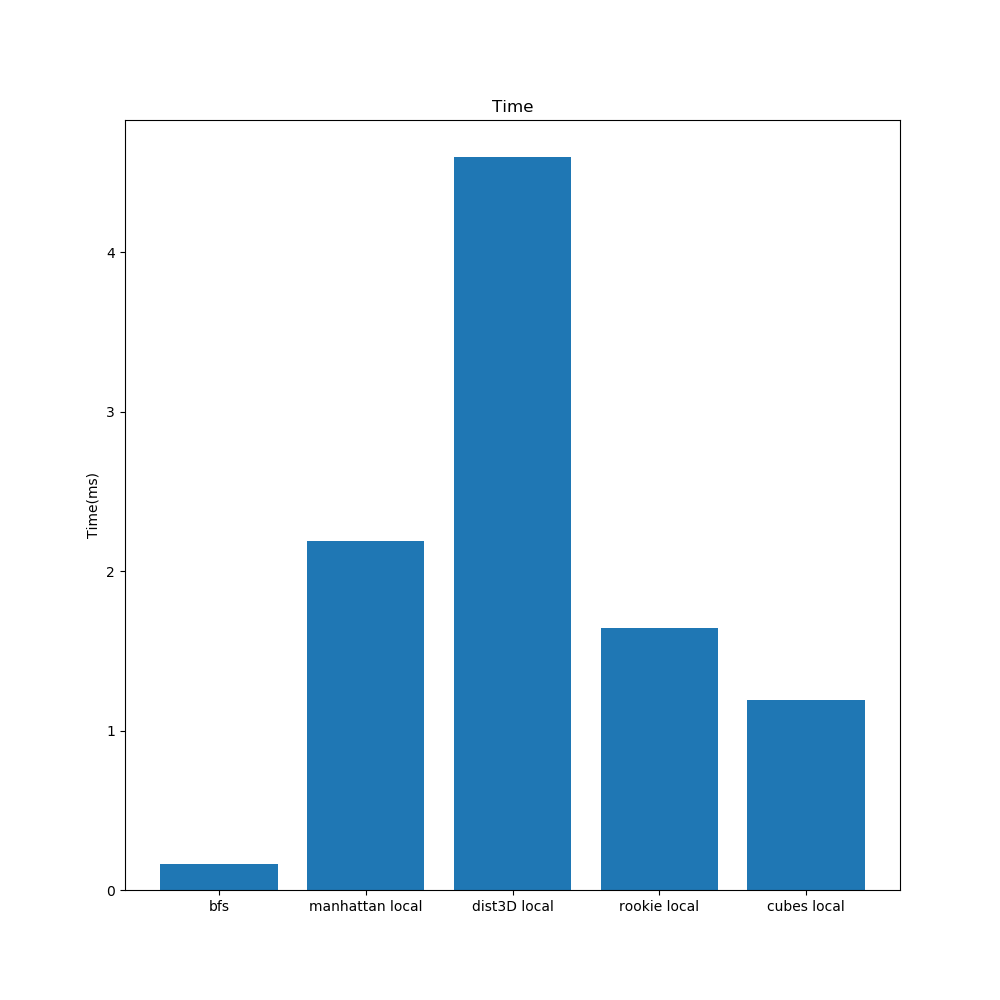 Time
4
3
2
1
0
Time(ms)
bfs
manhattan local
dist3D local
rookie local
cubes local